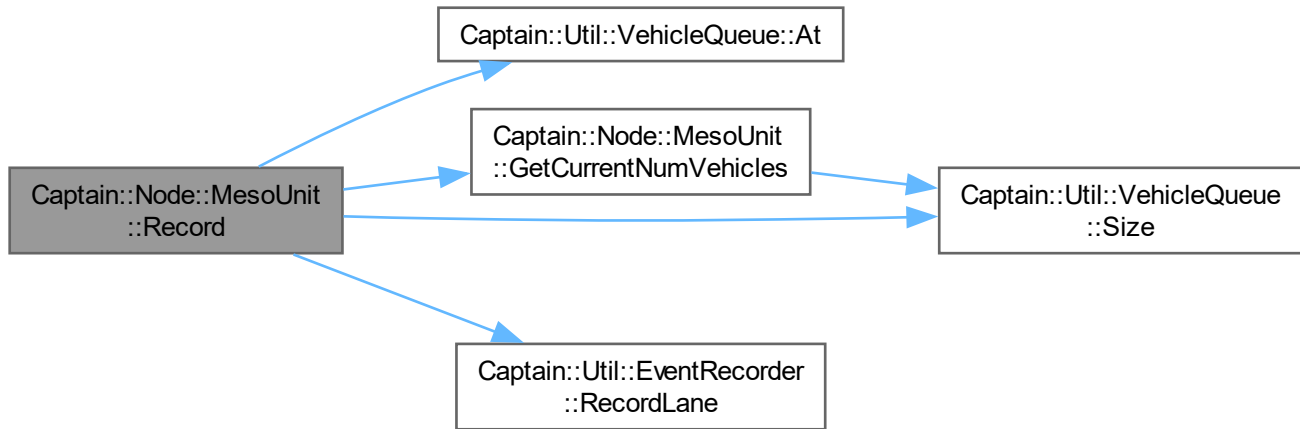 Captain::Util::VehicleQueue::At
Captain::Node::MesoUnit
::GetCurrentNumVehicles
Captain::Node::MesoUnit
::Record
Captain::Util::VehicleQueue
::Size
Captain::Util::EventRecorder
::RecordLane